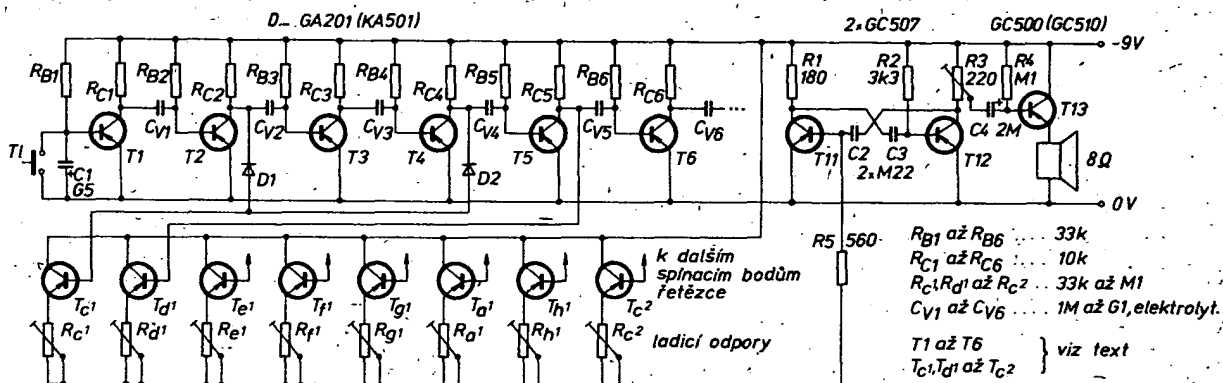 D... GA201 (KA501)
2×GC507
GC500 (GC510)
-9V
RB1
RC1
RB2
RC2
RB3
RC3
RB4
RC4
RB5
RC5
RB6
RC6
R1
180
R2
3k3
R3
220
R4
M1
CV1
CV2
CV3
CV4
CV5
CV6
T1
T2
T3
T4
T5
T6
T11
C2
C3
2×M22
T12
C4
2M
T13
8Ω
Tl
C1
G5
D1
D2
0V
R5 560
RB1 až RB6 .... 33k
RC1 až RC6 .... 10k
Rc1,Rd1 až Rc2 .. 33k až M1
CV1 až CV6 .... 1M až G1, elektrolyt.
T1 až T6
Tc1,Td1 až Tc2
} viz text
k dalším
spínacím bodům
řetězce
Tc1
Td1
Te1
Tf1
Tg1
Ta1
Th1
Tc2
Rc1
Rd1
Re1
Rf1
Rg1
Ra1
Rh1
Rc2
ladicí odpory